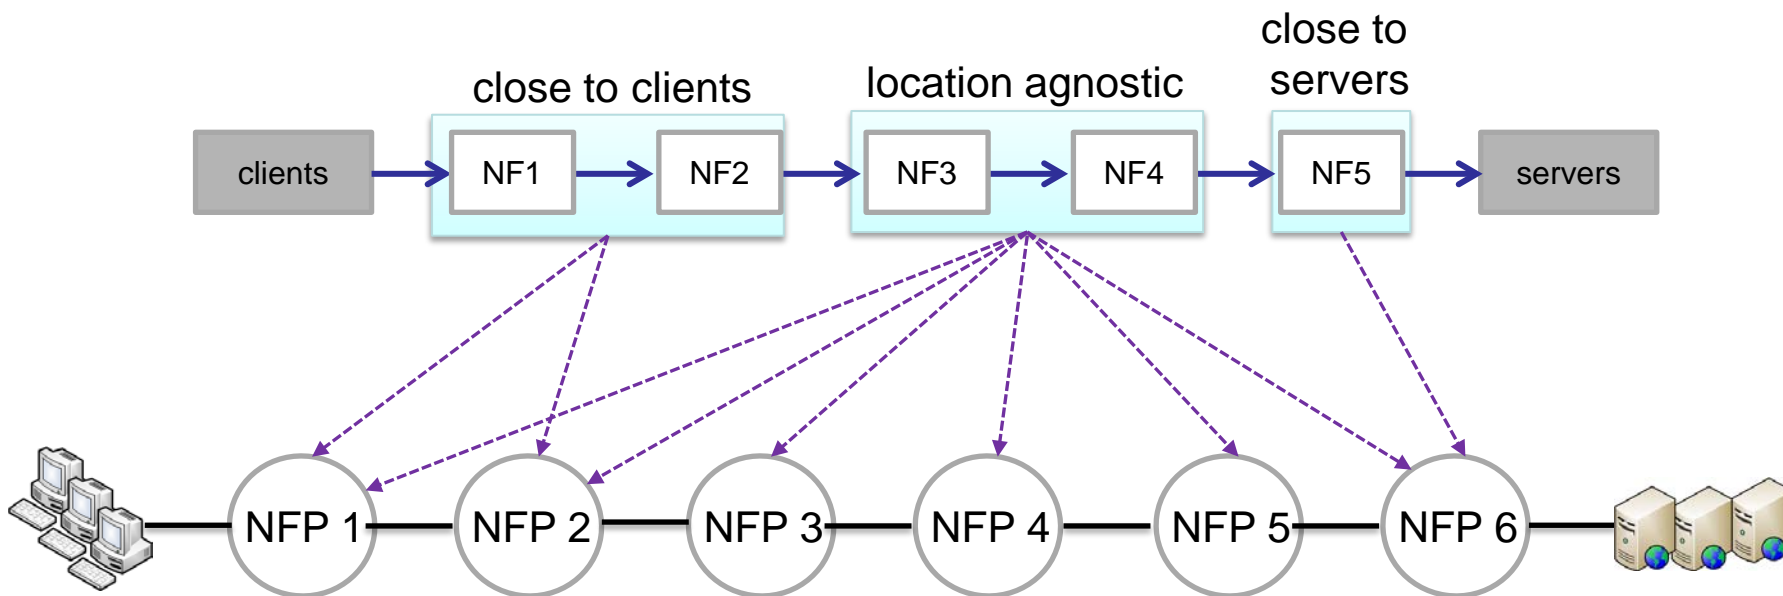 close to
servers
close to clients
location agnostic
clients
NF1
NF2
NF3
NF4
NF5
servers
NFP 1
NFP 2
NFP 3
NFP 4
NFP 5
NFP 6